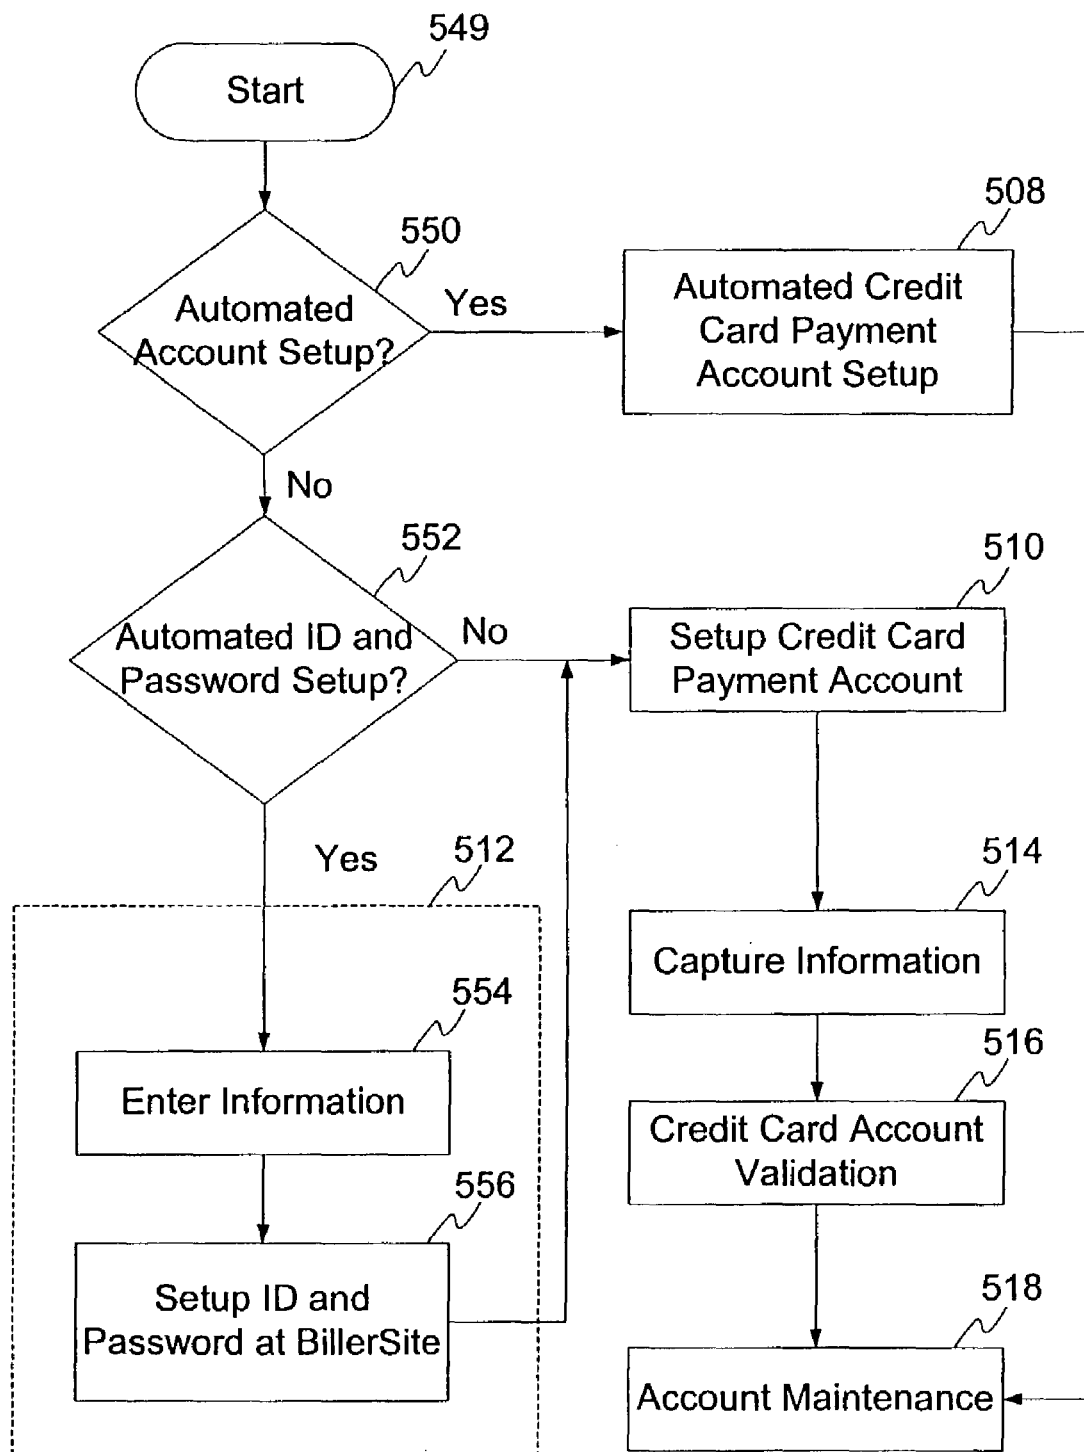 549
Start
508
550
Automated
Account Setup?
Yes
Automated Credit
Card Payment
Account Setup
No
552
510
Automated ID and
Password Setup?
No
Setup Credit Card
Payment Account
Yes
512
514
Capture Information
554
Enter Information
516
Credit Card Account
Validation
556
Setup ID and
Password at BillerSite
518
Account Maintenance